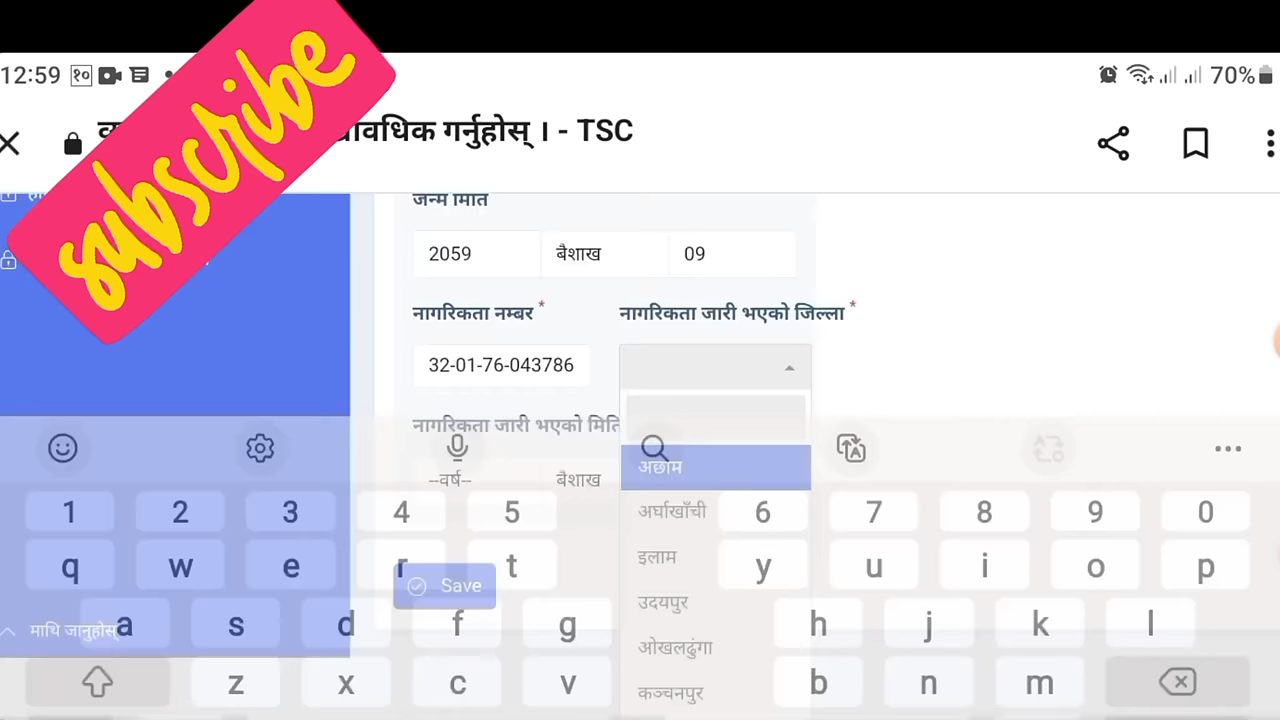 12:59 १० 70%
subscribe
ावधिक गर्नुहोस् । - TSC
जन्म मिति
2059 बैशाख 09
नागरिकता नम्बर * नागरिकता जारी भएको जिल्ला *
32-01-76-043786
नागरिकता जारी भएको मिति
अछाम
--वर्ष-- बैशाख
अर्घाखाँची
1 2 3 4 5 6 7 8 9 0
इलाम
q w e r t y u i o p
Save
उदयपुर
माथि जानुहोस्
a s d f g h j k l
ओखलढुंगा
z x c v b n m
कञ्चनपुर